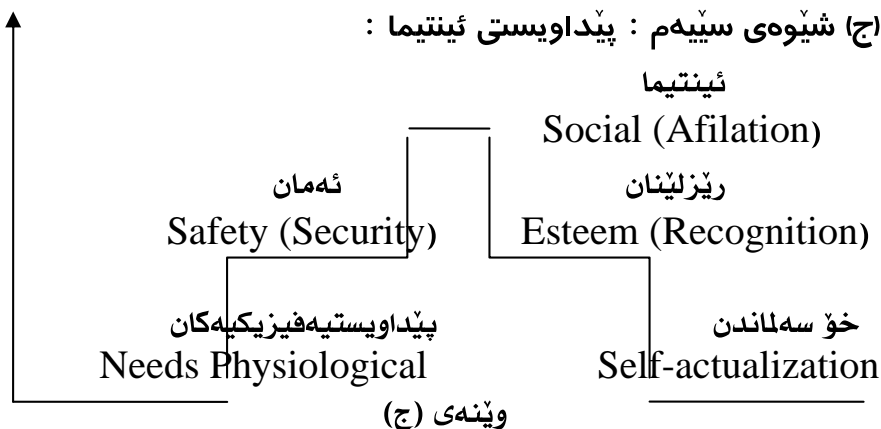 (ج) شێوەی سێیەم : پێداویستی ئینتیما :
ئینتیما
Social (Afilation)
ئەمان
رێزلێنان
Safety (Security)
Esteem (Recognition)
پێداویستیەفیزیکیەکان
خۆ سەلماندن
Needs Physiological
Self-actualization
وێنەی (ج)